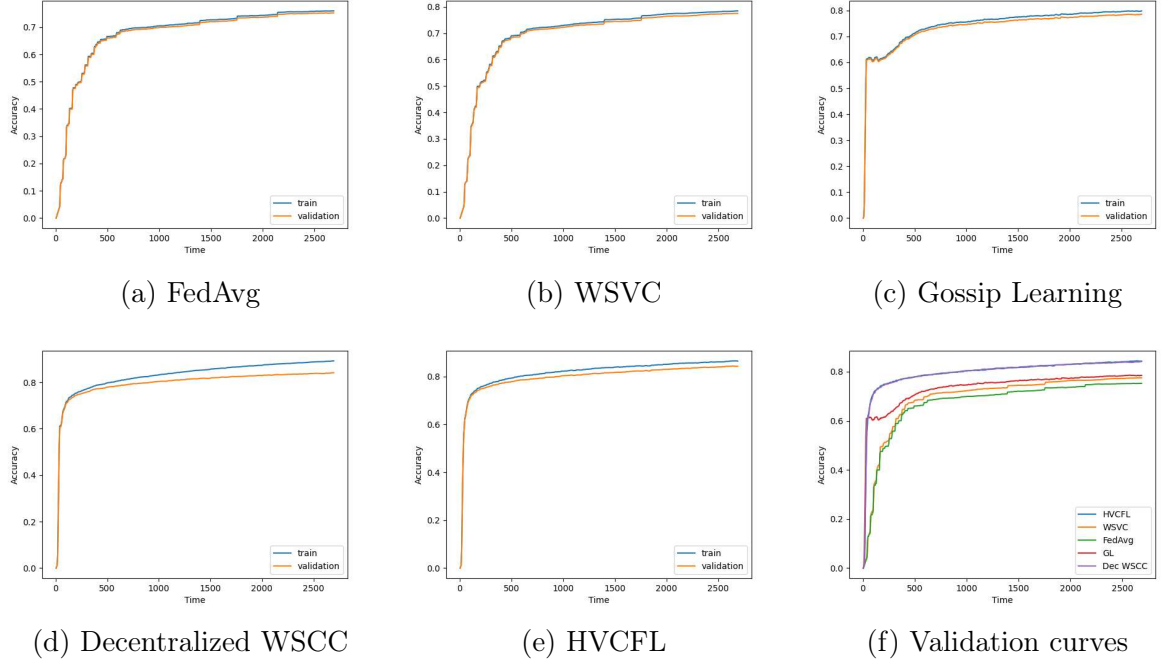 0.7
0.6
0.5
0.4
0.3
0.2
0.1
0.0
Accuracy
0 500 1000 1500 2000 2500
Time
train
validation
(a) FedAvg
0.8
0.7
0.6
0.5
0.4
0.3
0.2
0.1
0.0
Accuracy
0 500 1000 1500 2000 2500
Time
train
validation
(b) WSVC
0.8
0.7
0.6
0.5
0.4
0.3
0.2
0.1
0.0
Accuracy
0 500 1000 1500 2000 2500
Time
train
validation
(c) Gossip Learning
0.8
0.6
0.4
0.2
0.0
Accuracy
0 500 1000 1500 2000 2500
Time
train
validation
(d) Decentralized WSCC
0.8
0.6
0.4
0.2
0.0
Accuracy
0 500 1000 1500 2000 2500
Time
train
validation
(e) HVCFL
0.8
0.6
0.4
0.2
0.0
Accuracy
0 500 1000 1500 2000 2500
Time
HVCFL
WSVC
FedAvg
GL
Dec WSCC
(f) Validation curves